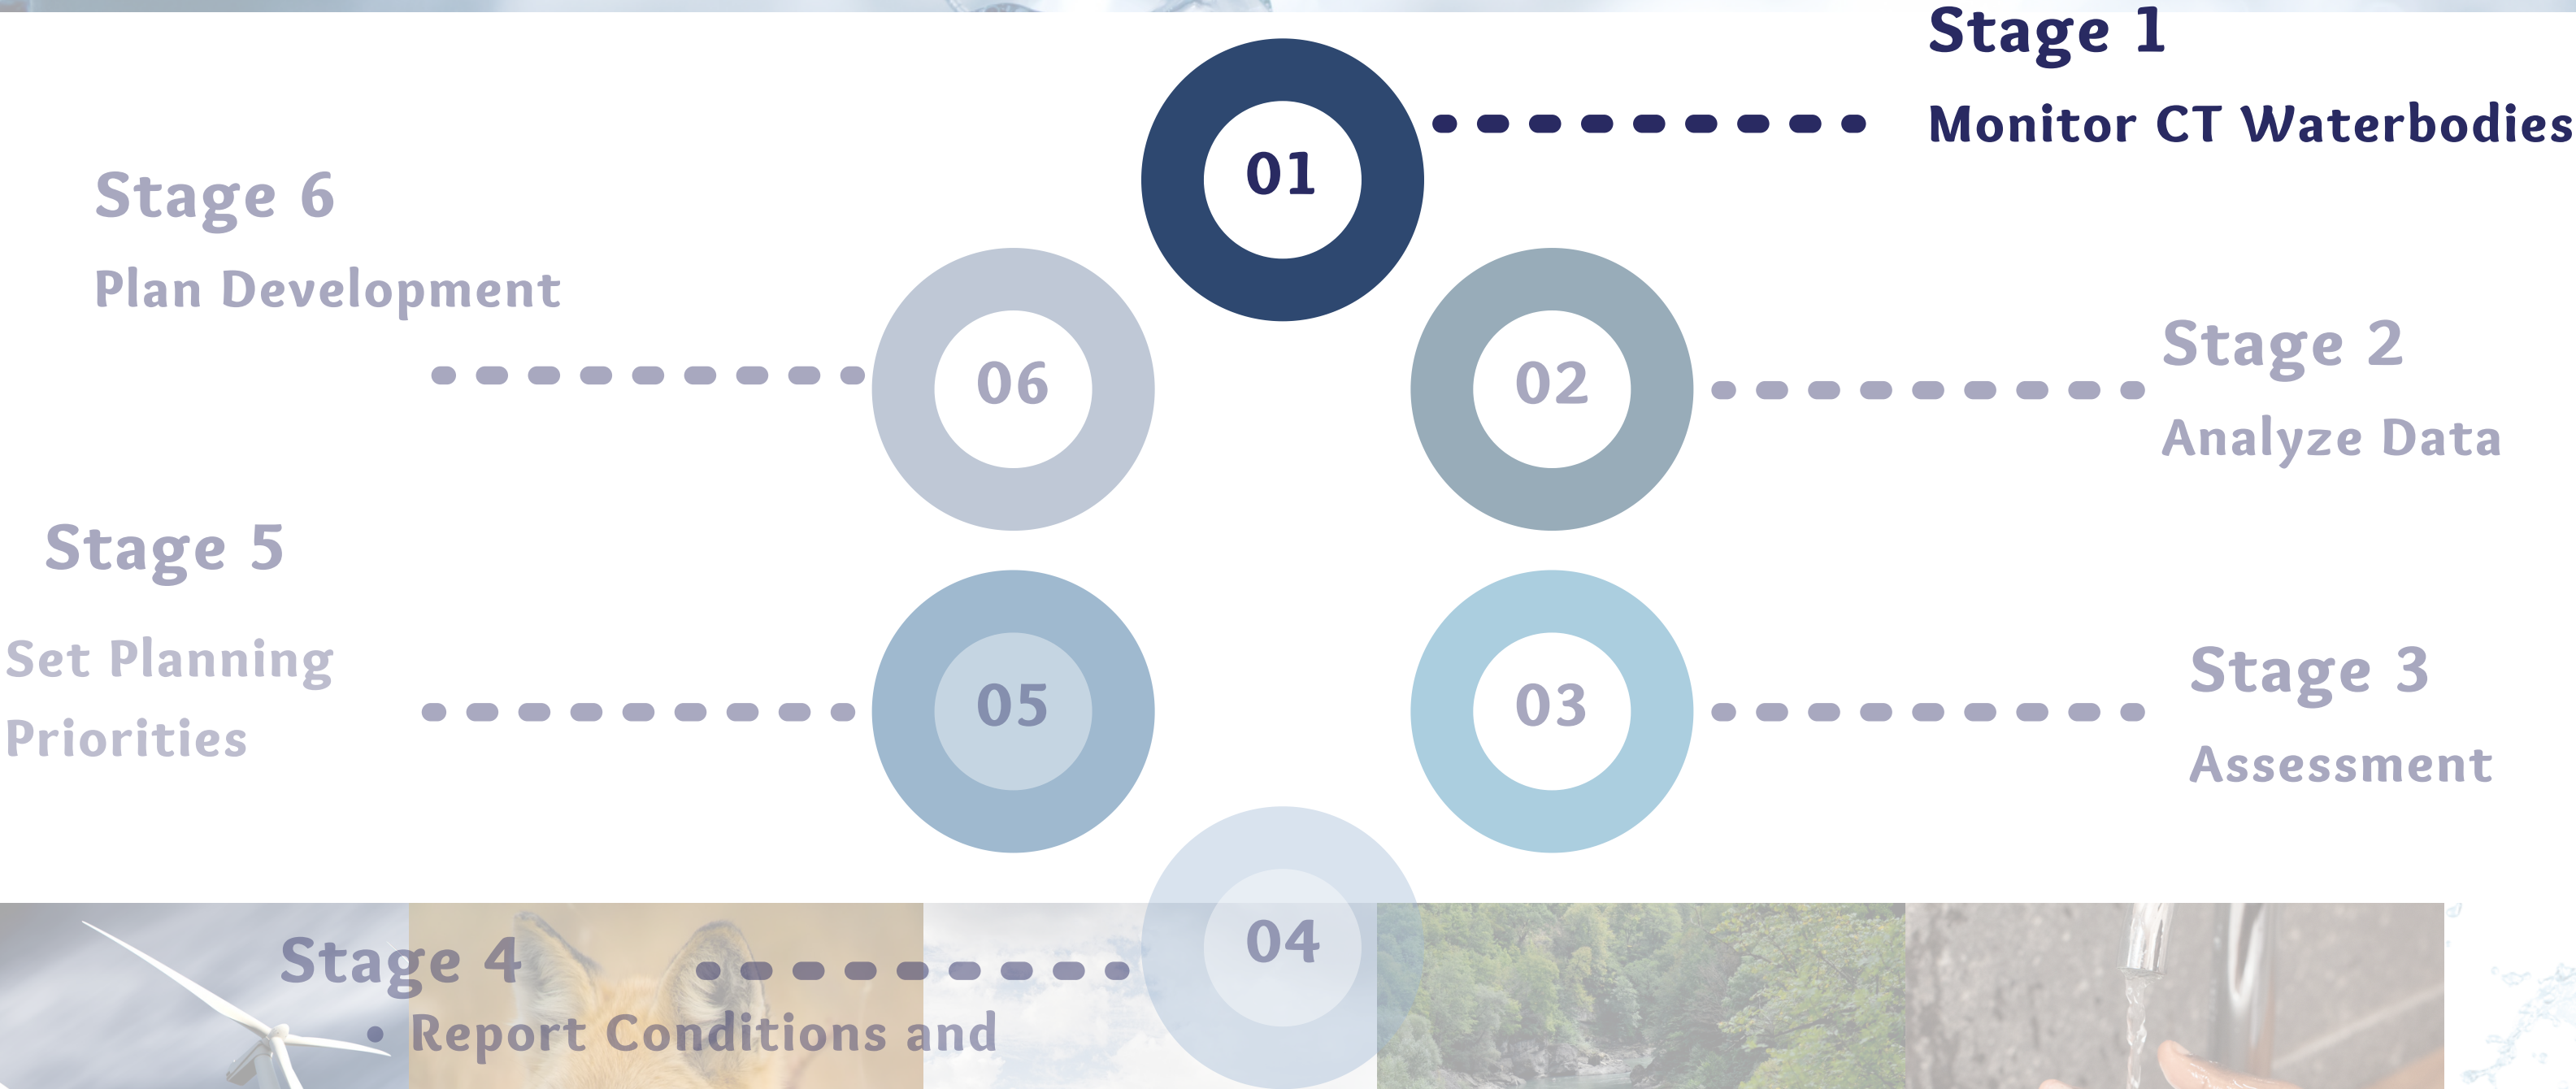 Stage 1
Monitor CT Waterbodies
01
Stage 6
Plan Development
06
02
Stage 2
Analyze Data
Stage 5
Set Planning
Priorities
05
03
Stage 3
Assessment
04
Stage 4
• Report Conditions and